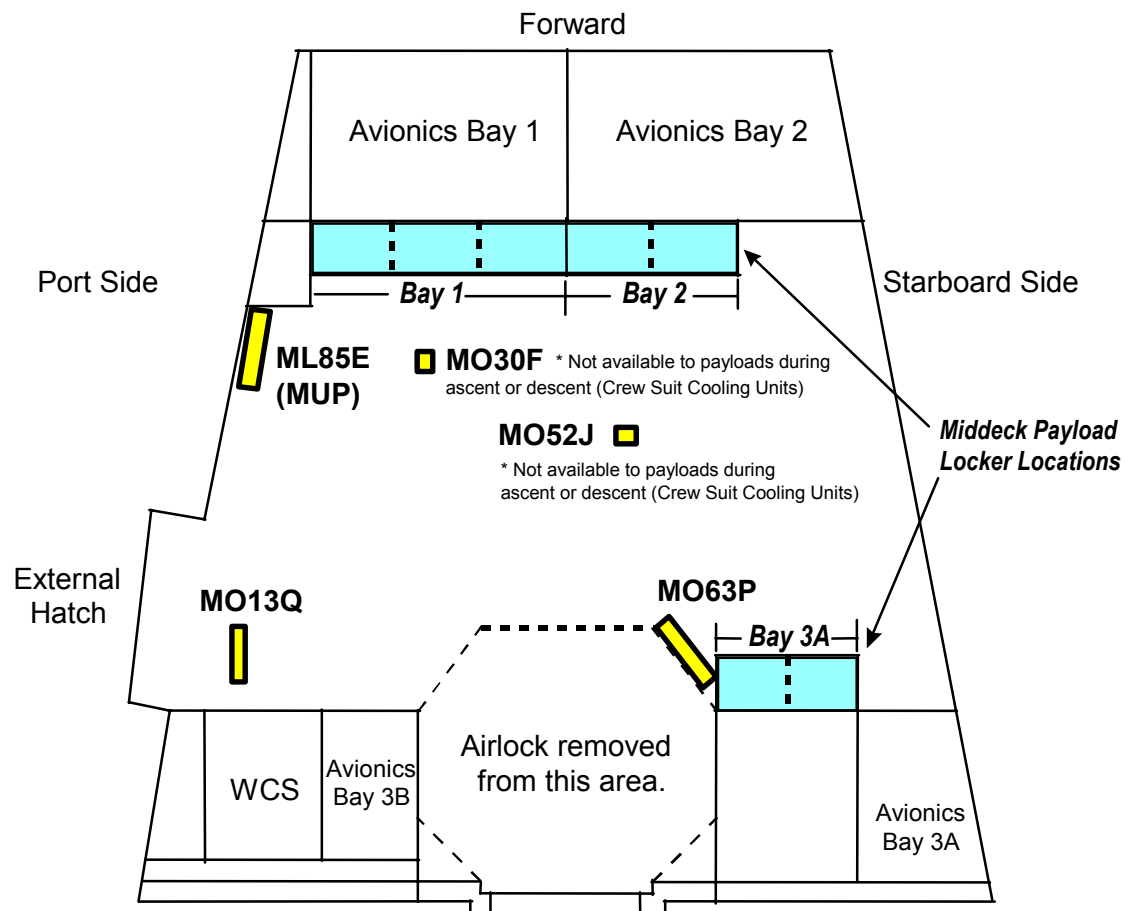 Forward
Avionics Bay 1
Avionics Bay 2
Port Side
Starboard Side
Bay 1
Bay 2
ML85E
(MUP)
MO30F * Not available to payloads during
ascent or descent (Crew Suit Cooling Units)
MO52J
* Not available to payloads during
ascent or descent (Crew Suit Cooling Units)
Middeck Payload
Locker Locations
External
Hatch
MO13Q
MO63P
Bay 3A
WCS
Avionics
Bay 3B
Airlock removed
from this area.
Avionics
Bay 3A